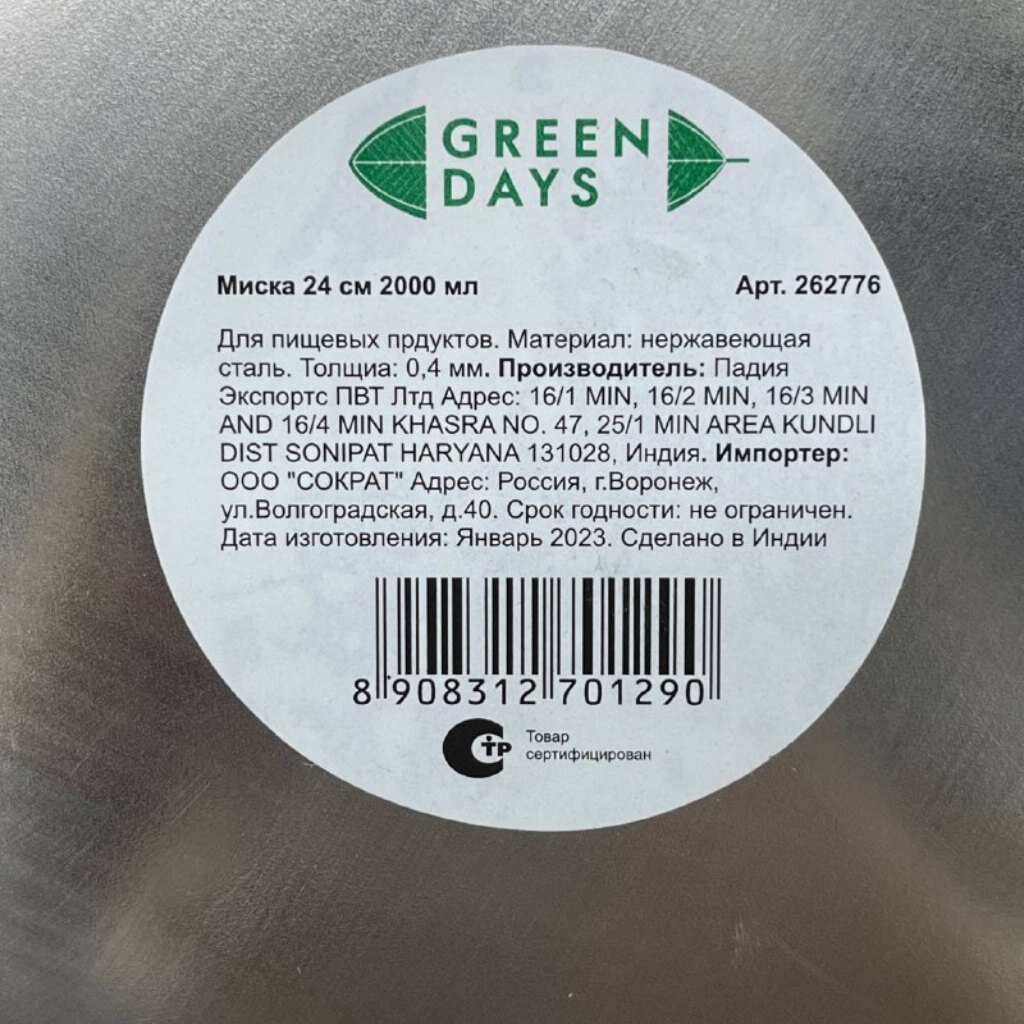 GREEN
DAYS
Миска 24 см 2000 мл Арт. 262776
Для пищевых прдуктов. Материал: нержавеющая
сталь. Толщиа: 0,4 мм. Производитель: Падия
Экспортс ПВТ Лтд Адрес: 16/1 MIN, 16/2 MIN, 16/3 MIN
AND 16/4 MIN KHASRA NO. 47, 25/1 MIN AREA KUNDLI
DIST SONIPAT HARYANA 131028, Индия. Импортер:
ООО "СОКРАТ" Адрес: Россия, г.Воронеж,
ул.Волгоградская, д.40. Срок годности: не ограничен.
Дата изготовления: Январь 2023. Сделано в Индии
8 908312 701290
СТР Товар
сертифицирован